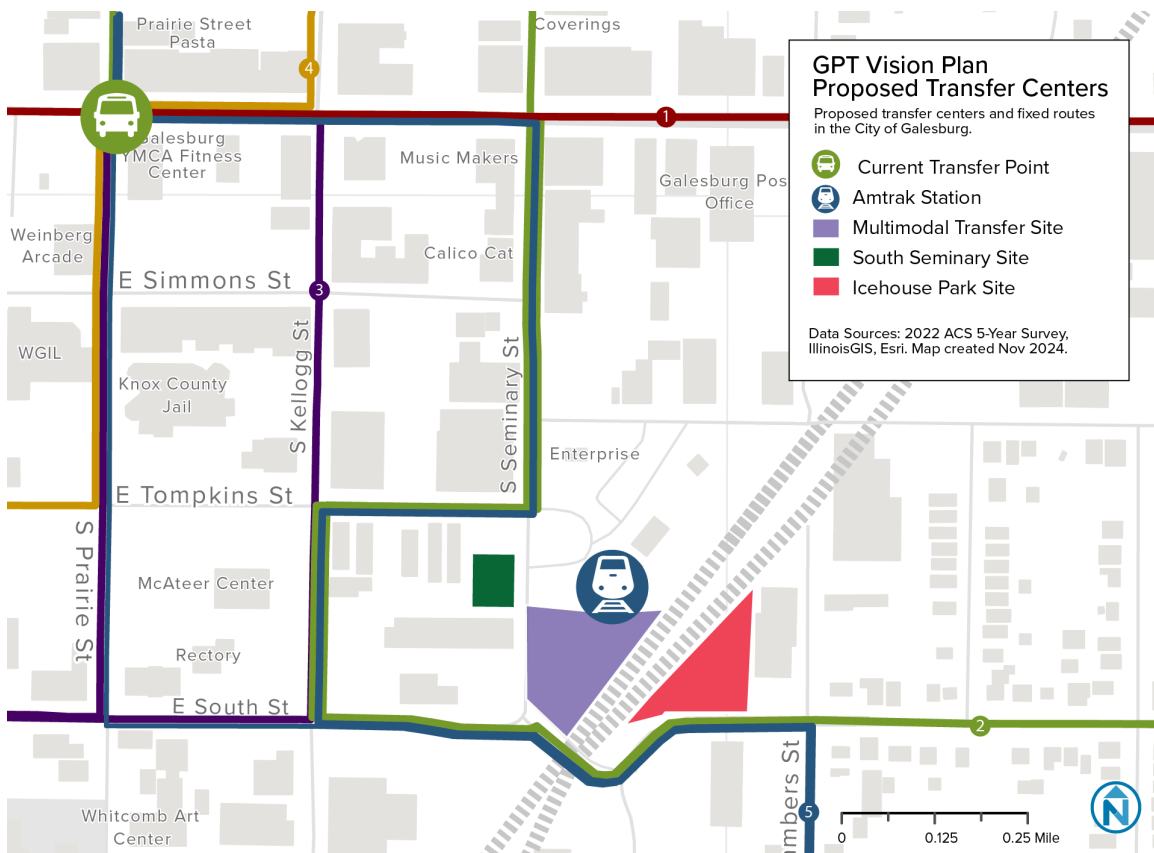 Prairie Street
Pasta
Coverings
4
1
GPT Vision Plan
Proposed Transfer Centers
Proposed transfer centers and fixed routes
in the City of Galesburg.
Current Transfer Point
Amtrak Station
Multimodal Transfer Site
South Seminary Site
Icehouse Park Site
Data Sources: 2022 ACS 5-Year Survey,
IllinoisGIS, Esri. Map created Nov 2024.
Galesburg
YMCA Fitness
Center
Music Makers
Galesburg Pos
Office
Weinberg
Arcade
Calico Cat
E Simmons St
3
WGIL
S Kellogg St
S Seminary St
Knox County
Jail
Enterprise
E Tompkins St
S Prairie St
McAteer Center
Rectory
E South St
2
ambers St
5
Whitcomb Art
Center
N
0 0.125 0.25 Mile